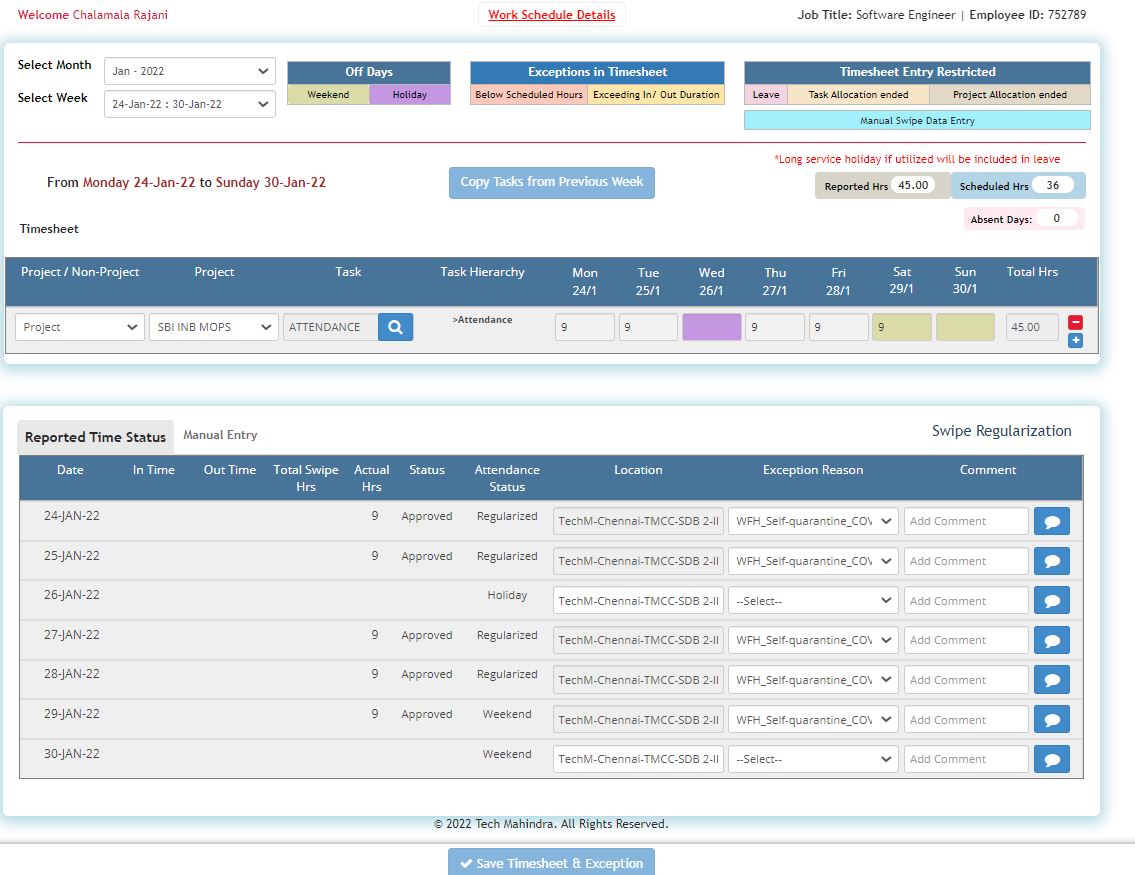 Welcome Chalamala Rajani
Work Schedule Details
Job Title: Software Engineer | Employee ID: 752789
Select Month
Jan - 2022
Select Week
24-Jan-22 : 30-Jan-22
Off Days
Weekend Holiday
Exceptions in Timesheet
Below Scheduled Hours Exceeding In/ Out Duration
Timesheet Entry Restricted
Leave Task Allocation ended Project Allocation ended
Manual Swipe Data Entry
*Long service holiday if utilized will be included in leave
From Monday 24-Jan-22 to Sunday 30-Jan-22
Copy Tasks from Previous Week
Reported Hrs 45.00 Scheduled Hrs 36
Absent Days: 0
Timesheet
Project / Non-Project Project Task Task Hierarchy Mon 24/1 Tue 25/1 Wed 26/1 Thu 27/1 Fri 28/1 Sat 29/1 Sun 30/1 Total Hrs
Project SBI INB MOPS ATTENDANCE >Attendance 9 9 9 9 9 45.00
Reported Time Status Manual Entry
Swipe Regularization
Date In Time Out Time Total Swipe Hrs Actual Hrs Status Attendance Status Location Exception Reason Comment
24-JAN-22 9 Approved Regularized TechM-Chennai-TMCC-SDB 2-II WFH_Self-quarantine_COV Add Comment
25-JAN-22 9 Approved Regularized TechM-Chennai-TMCC-SDB 2-II WFH_Self-quarantine_COV Add Comment
26-JAN-22 Holiday TechM-Chennai-TMCC-SDB 2-II --Select-- Add Comment
27-JAN-22 9 Approved Regularized TechM-Chennai-TMCC-SDB 2-II WFH_Self-quarantine_COV Add Comment
28-JAN-22 9 Approved Regularized TechM-Chennai-TMCC-SDB 2-II WFH_Self-quarantine_COV Add Comment
29-JAN-22 9 Approved Weekend TechM-Chennai-TMCC-SDB 2-II WFH_Self-quarantine_COV Add Comment
30-JAN-22 Weekend TechM-Chennai-TMCC-SDB 2-II --Select-- Add Comment
© 2022 Tech Mahindra. All Rights Reserved.
Save Timesheet & Exception